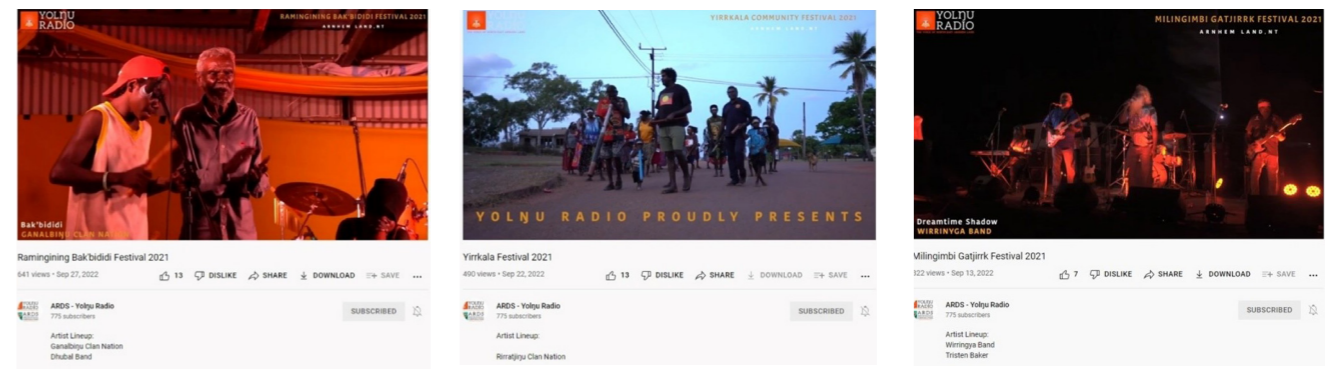 YOLŊU
RADIO
RAMINGINING BAK'BIDIDI FESTIVAL 2021
ARNHEM LAND.NT
Bak'bididi
GANALBIŊU CLAN NATION
Ramingining Bak'bididi Festival 2021
641 views • Sep 27, 2022
13
DISLIKE
SHARE
DOWNLOAD
SAVE
ARDS - Yolŋu Radio
775 subscribers
SUBSCRIBED
Artist Lineup:
Ganalbiŋu Clan Nation
Dhubal Band
YOLŊU
RADIO
YIRRKALA COMMUNITY FESTIVAL 2021
ARNHEM LAND.NT
YOLŊU RADIO PROUDLY PRESENTS
Yirrkala Festival 2021
490 views • Sep 22, 2022
13
DISLIKE
SHARE
DOWNLOAD
SAVE
ARDS - Yolŋu Radio
775 subscribers
SUBSCRIBED
Artist Lineup:
Rirratjiŋu Clan Nation
YOLŊU
RADIO
MILINGIMBI GATJIRRK FESTIVAL 2021
ARNHEM LAND.NT
Dreamtime Shadow
WIRRINYGA BAND
Milingimbi Gatjirrk Festival 2021
322 views • Sep 13, 2022
7
DISLIKE
SHARE
DOWNLOAD
SAVE
ARDS - Yolŋu Radio
775 subscribers
SUBSCRIBED
Artist Lineup:
Wirringya Band
Tristen Baker